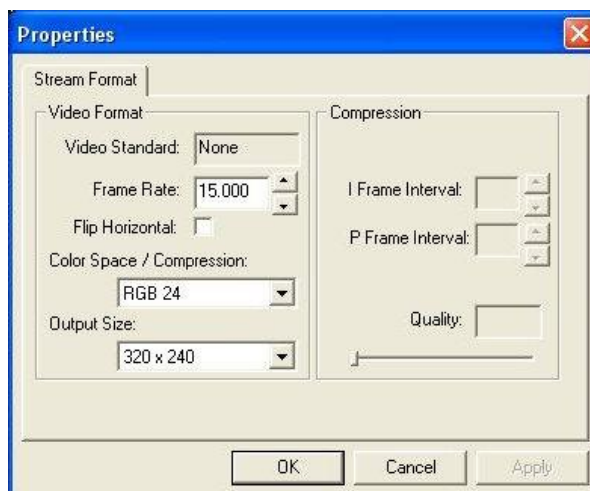 Properties
Stream Format
Video Format
Video Standard: None
Frame Rate: 15.000
Flip Horizontal:
Color Space / Compression:
RGB 24
Output Size:
320 x 240
Compression
I Frame Interval:
P Frame Interval:
Quality:
OK Cancel Apply